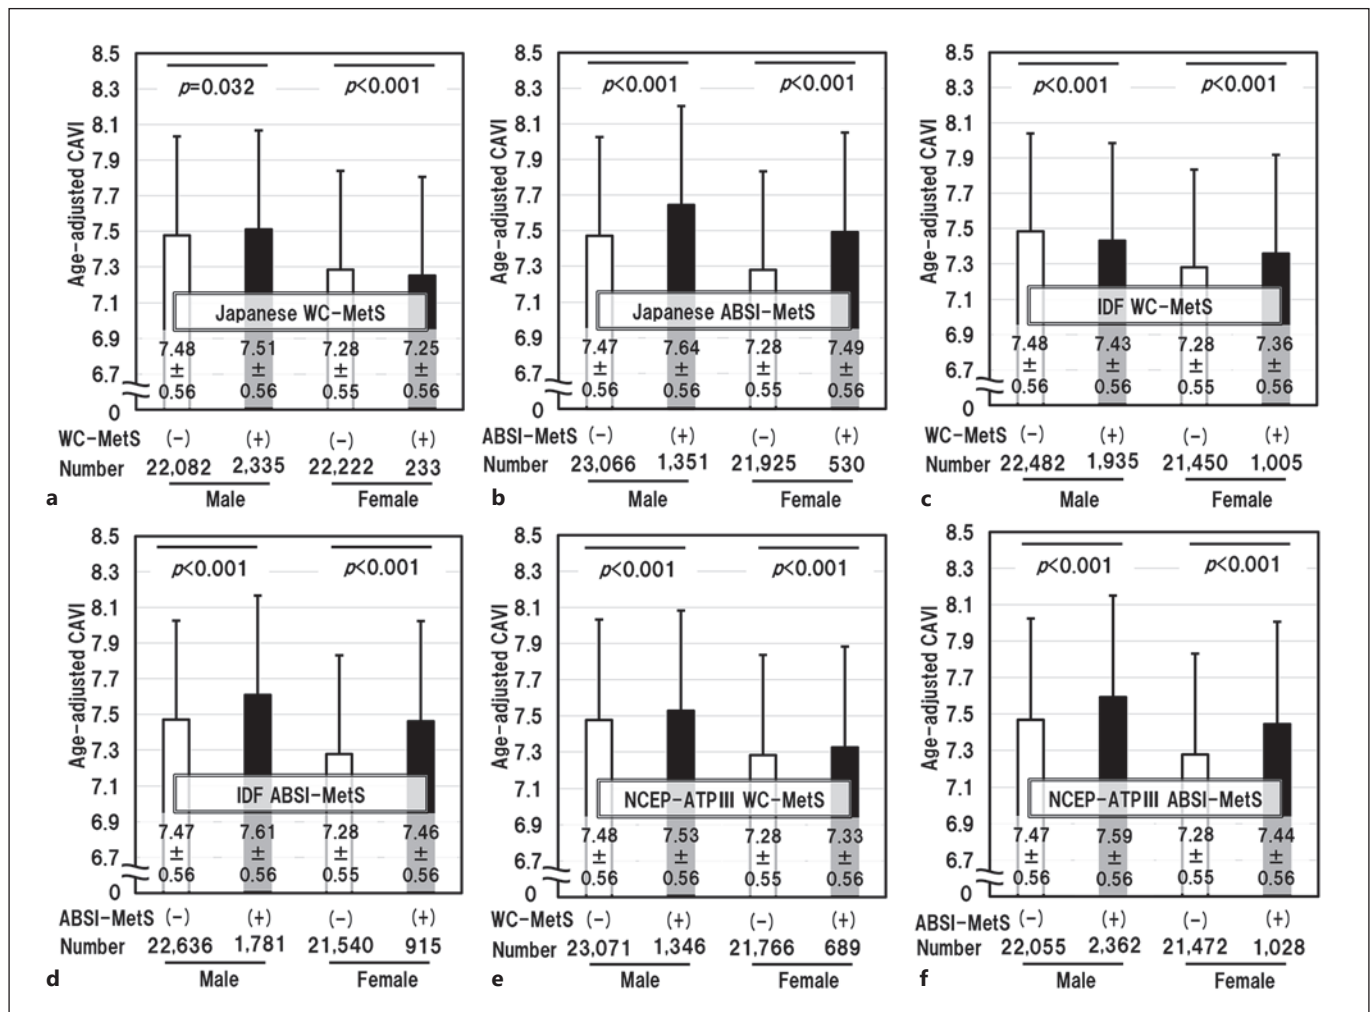 8.5
8.3
8.1
7.9
7.7
7.5
7.3
7.1
6.9
6.7
0
Age-adjusted CAVI
p=0.032 p<0.001
Japanese WC-MetS
7.48 7.51 7.28 7.25
± ± ± ±
0.56 0.56 0.55 0.56
WC-MetS (-) (+) (-) (+)
Number 22,082 2,335 22,222 233
Male Female
a
8.5
8.3
8.1
7.9
7.7
7.5
7.3
7.1
6.9
6.7
0
Age-adjusted CAVI
p<0.001 p<0.001
Japanese ABSI-MetS
7.47 7.64 7.28 7.49
± ± ± ±
0.56 0.56 0.55 0.56
ABSI-MetS (-) (+) (-) (+)
Number 23,066 1,351 21,925 530
Male Female
b
8.5
8.3
8.1
7.9
7.7
7.5
7.3
7.1
6.9
6.7
0
Age-adjusted CAVI
p<0.001 p<0.001
IDF WC-MetS
7.48 7.43 7.28 7.36
± ± ± ±
0.56 0.56 0.55 0.56
WC-MetS (-) (+) (-) (+)
Number 22,482 1,935 21,450 1,005
Male Female
c
8.5
8.3
8.1
7.9
7.7
7.5
7.3
7.1
6.9
6.7
0
Age-adjusted CAVI
p<0.001 p<0.001
IDF ABSI-MetS
7.47 7.61 7.28 7.46
± ± ± ±
0.56 0.56 0.55 0.56
ABSI-MetS (-) (+) (-) (+)
Number 22,636 1,781 21,540 915
Male Female
d
8.5
8.3
8.1
7.9
7.7
7.5
7.3
7.1
6.9
6.7
0
Age-adjusted CAVI
p<0.001 p<0.001
NCEP-ATPIII WC-MetS
7.48 7.53 7.28 7.33
± ± ± ±
0.56 0.56 0.55 0.56
WC-MetS (-) (+) (-) (+)
Number 23,071 1,346 21,766 689
Male Female
e
8.5
8.3
8.1
7.9
7.7
7.5
7.3
7.1
6.9
6.7
0
Age-adjusted CAVI
p<0.001 p<0.001
NCEP-ATPIII ABSI-MetS
7.47 7.59 7.28 7.44
± ± ± ±
0.56 0.56 0.55 0.56
ABSI-MetS (-) (+) (-) (+)
Number 22,055 2,362 21,472 1,028
Male Female
f